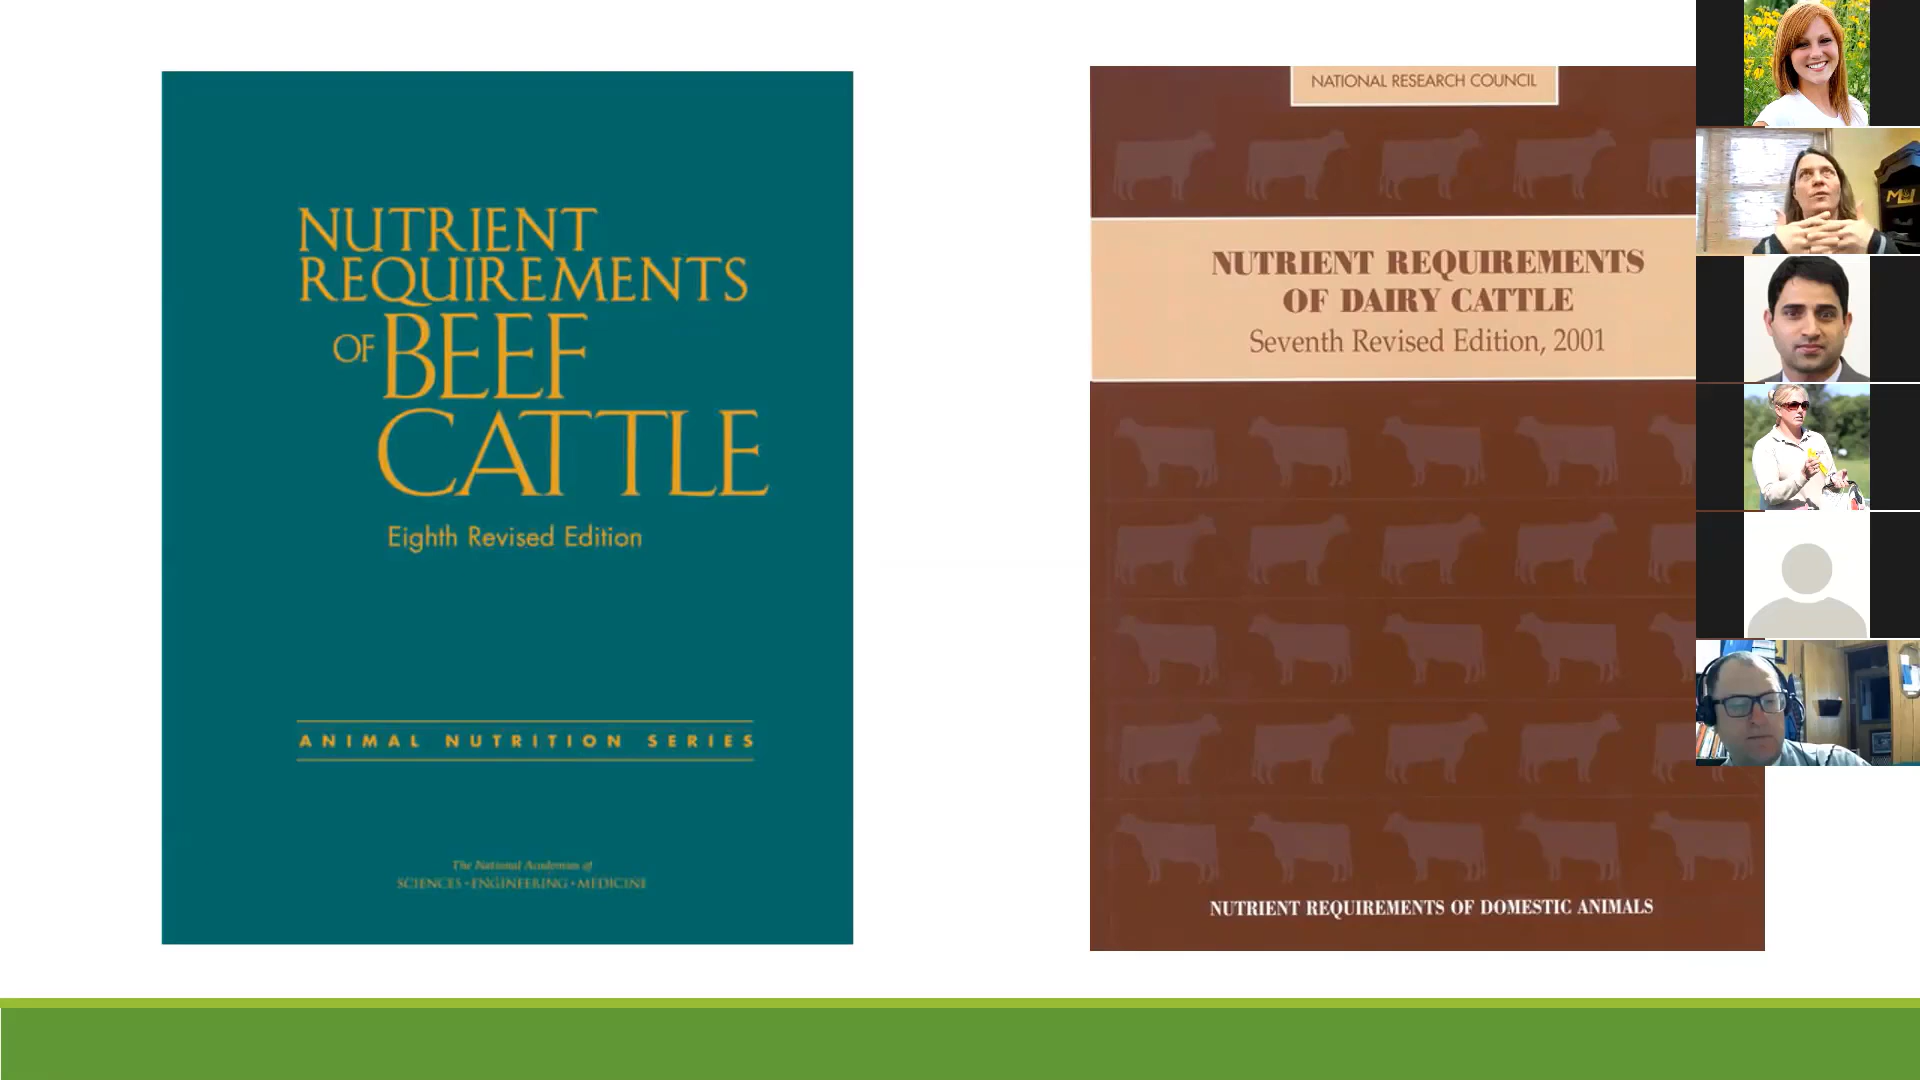 NUTRIENT
REQUIREMENTS
OF BEEF
CATTLE
Eighth Revised Edition
ANIMAL NUTRITION SERIES
The National Academies of
SCIENCES • ENGINEERING • MEDICINE
NATIONAL RESEARCH COUNCIL
NUTRIENT REQUIREMENTS
OF DAIRY CATTLE
Seventh Revised Edition, 2001
NUTRIENT REQUIREMENTS OF DOMESTIC ANIMALS